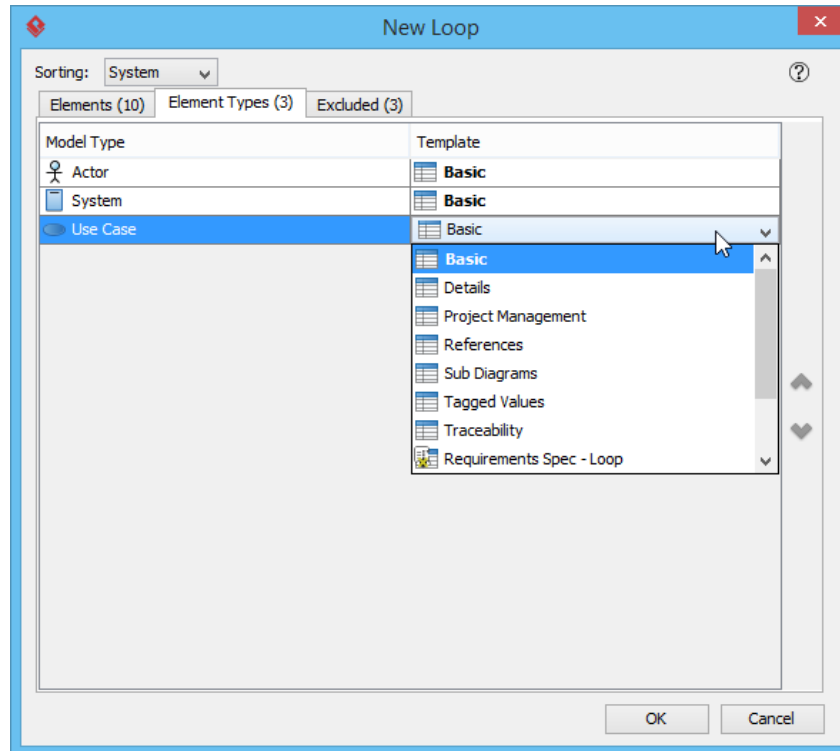 New Loop
Sorting: System
Elements (10) Element Types (3) Excluded (3)
Model Type Template
Actor Basic
System Basic
Use Case Basic
Basic
Details
Project Management
References
Sub Diagrams
Tagged Values
Traceability
Requirements Spec - Loop
OK Cancel